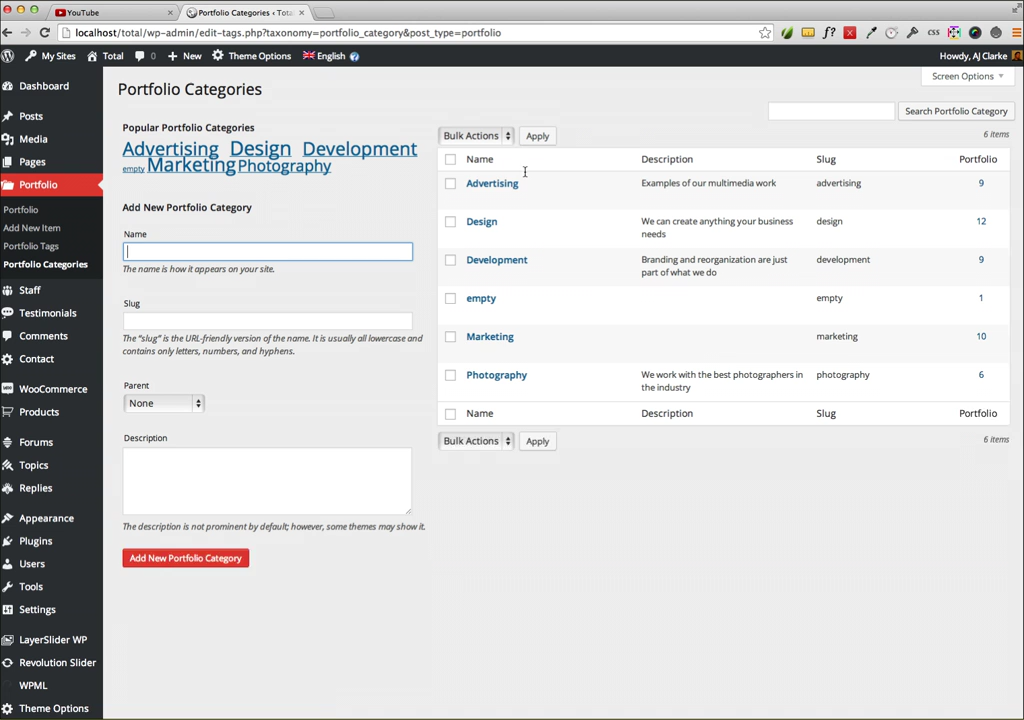 YouTube
Portfolio Categories ‹ Tota
localhost/total/wp-admin/edit-tags.php?taxonomy=portfolio_category&post_type=portfolio
f?
css
My Sites
Total
0
New
Theme Options
English
Howdy, AJ Clarke
Screen Options
Dashboard
Posts
Media
Pages
Portfolio
Portfolio
Add New Item
Portfolio Tags
Portfolio Categories
Staff
Testimonials
Comments
Contact
WooCommerce
Products
Forums
Topics
Replies
Appearance
Plugins
Users
Tools
Settings
LayerSlider WP
Revolution Slider
WPML
Theme Options
Portfolio Categories
Popular Portfolio Categories
Advertising Design Development
empty Marketing Photography
Add New Portfolio Category
Name
The name is how it appears on your site.
Slug
The “slug” is the URL-friendly version of the name. It is usually all lowercase and
contains only letters, numbers, and hyphens.
Parent
None
Description
The description is not prominent by default; however, some themes may show it.
Add New Portfolio Category
Search Portfolio Category
Bulk Actions Apply 6 items
Name Description Slug Portfolio
Advertising Examples of our multimedia work advertising 9
Design We can create anything your business design 12
needs
Development Branding and reorganization are just development 9
part of what we do
empty empty 1
Marketing marketing 10
Photography We work with the best photographers in photography 6
the industry
Name Description Slug Portfolio
Bulk Actions Apply 6 items